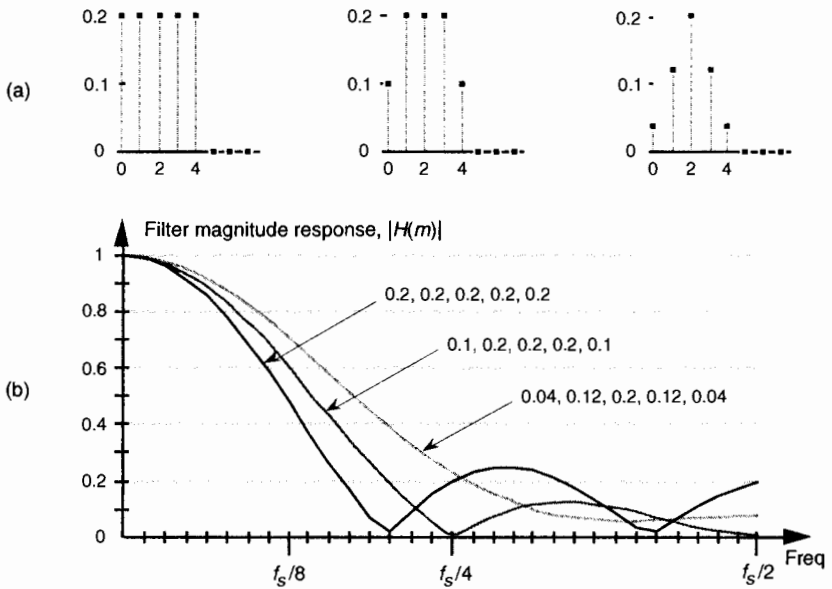 0.2
0.1
0
0 2 4
0.2
0.1
0
0 2 4
0.2
0.1
0
0 2 4
(a)
Filter magnitude response, |H(m)|
1
0.8
0.6
0.4
0.2
0
0.2, 0.2, 0.2, 0.2, 0.2
0.1, 0.2, 0.2, 0.2, 0.1
0.04, 0.12, 0.2, 0.12, 0.04
(b)
Freq
fs/8
fs/4
fs/2